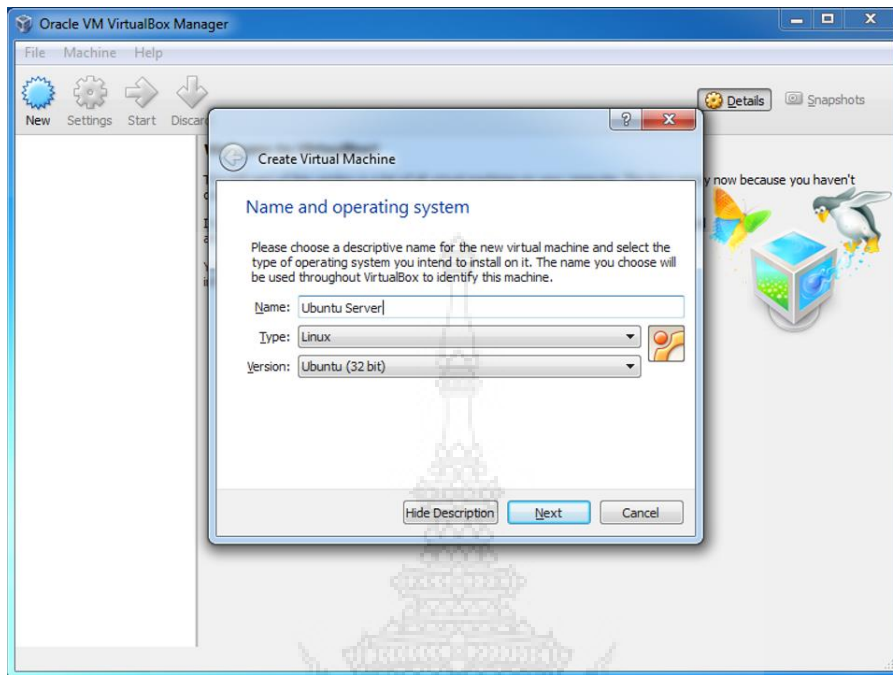 Oracle VM VirtualBox Manager
File Machine Help
New Settings Start Discard
Details Snapshots
Create Virtual Machine
y now because you haven't
Name and operating system
Please choose a descriptive name for the new virtual machine and select the
type of operating system you intend to install on it. The name you choose will
be used throughout VirtualBox to identify this machine.
Name: Ubuntu Server
Type: Linux
Version: Ubuntu (32 bit)
Hide Description Next Cancel